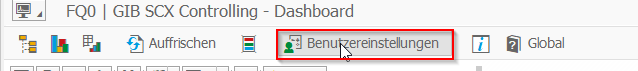 FQ0 | GIB SCX Controlling - Dashboard
Auffrischen Benutzereinstellungen Global